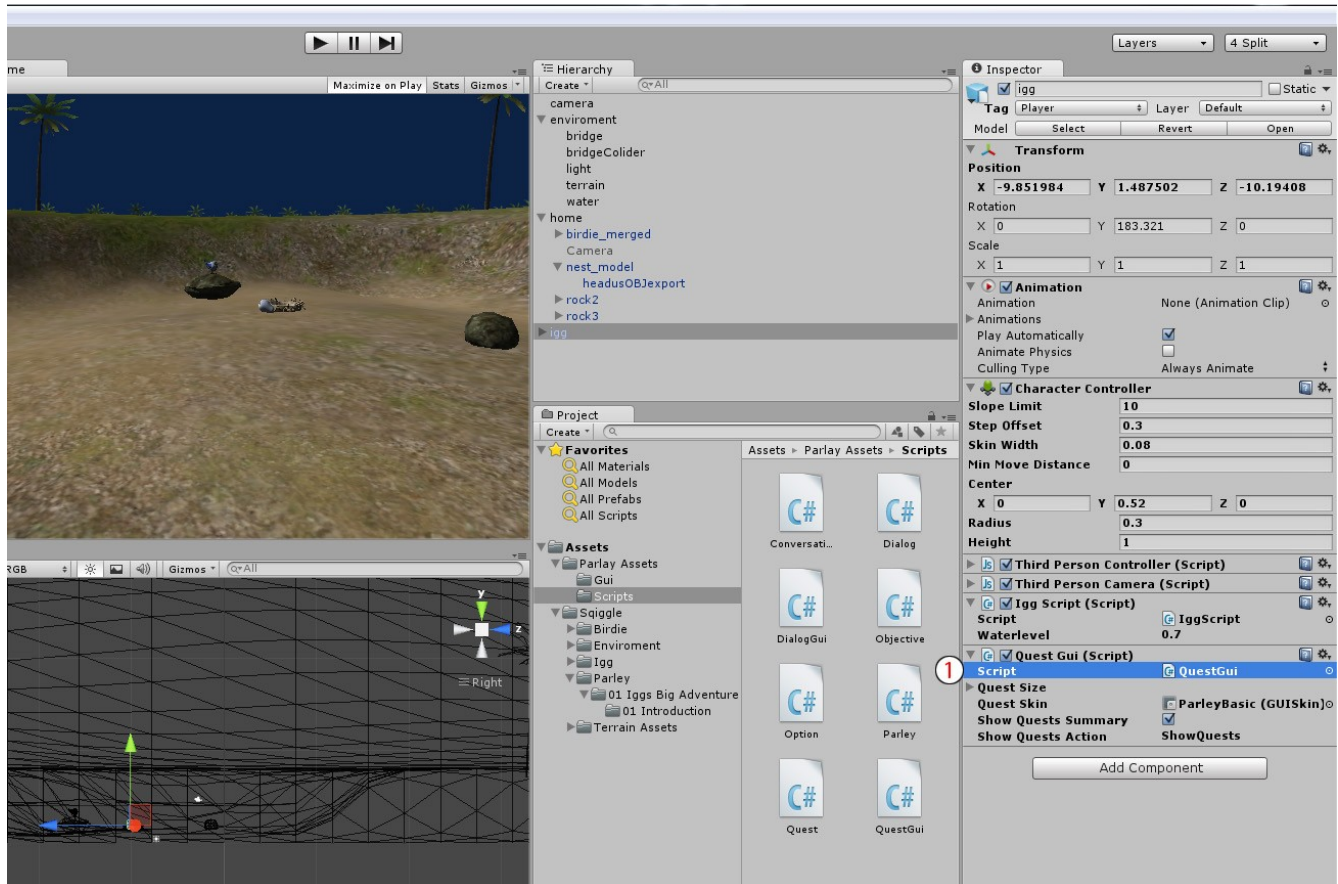 Layers
4 Split
me
Maximize on Play Stats Gizmos
Hierarchy
Create All
camera
enviroment
bridge
bridgeColider
light
terrain
water
home
birdie_merged
Camera
nest_model
headusOBJexport
rock2
rock3
igg
Project
Create
Favorites
All Materials
All Models
All Prefabs
All Scripts
Assets
Parlay Assets
Gui
Scripts
Sqiggle
Birdie
Enviroment
Igg
Parley
01 Iggs Big Adventure
01 Introduction
Terrain Assets
Assets Parlay Assets Scripts
C# C#
Conversati... Dialog
C# C#
DialogGui Objective
C# C#
Option Parley
C# C#
Quest QuestGui
RGB Gizmos All
y
z
Right
Inspector
igg Static
Tag Player Layer Default
Model Select Revert Open
Transform
Position
X -9.851984 Y 1.487502 Z -10.19408
Rotation
X 0 Y 183.321 Z 0
Scale
X 1 Y 1 Z 1
Animation
Animation None (Animation Clip)
Animations
Play Automatically
Animate Physics
Culling Type Always Animate
Character Controller
Slope Limit 10
Step Offset 0.3
Skin Width 0.08
Min Move Distance 0
Center
X 0 Y 0.52 Z 0
Radius 0.3
Height 1
Js Third Person Controller (Script)
Js Third Person Camera (Script)
Igg Script (Script)
Script IggScript
Waterlevel 0.7
Quest Gui (Script)
1 Script QuestGui
Quest Size
Quest Skin ParleyBasic (GUISkin)
Show Quests Summary
Show Quests Action ShowQuests
Add Component